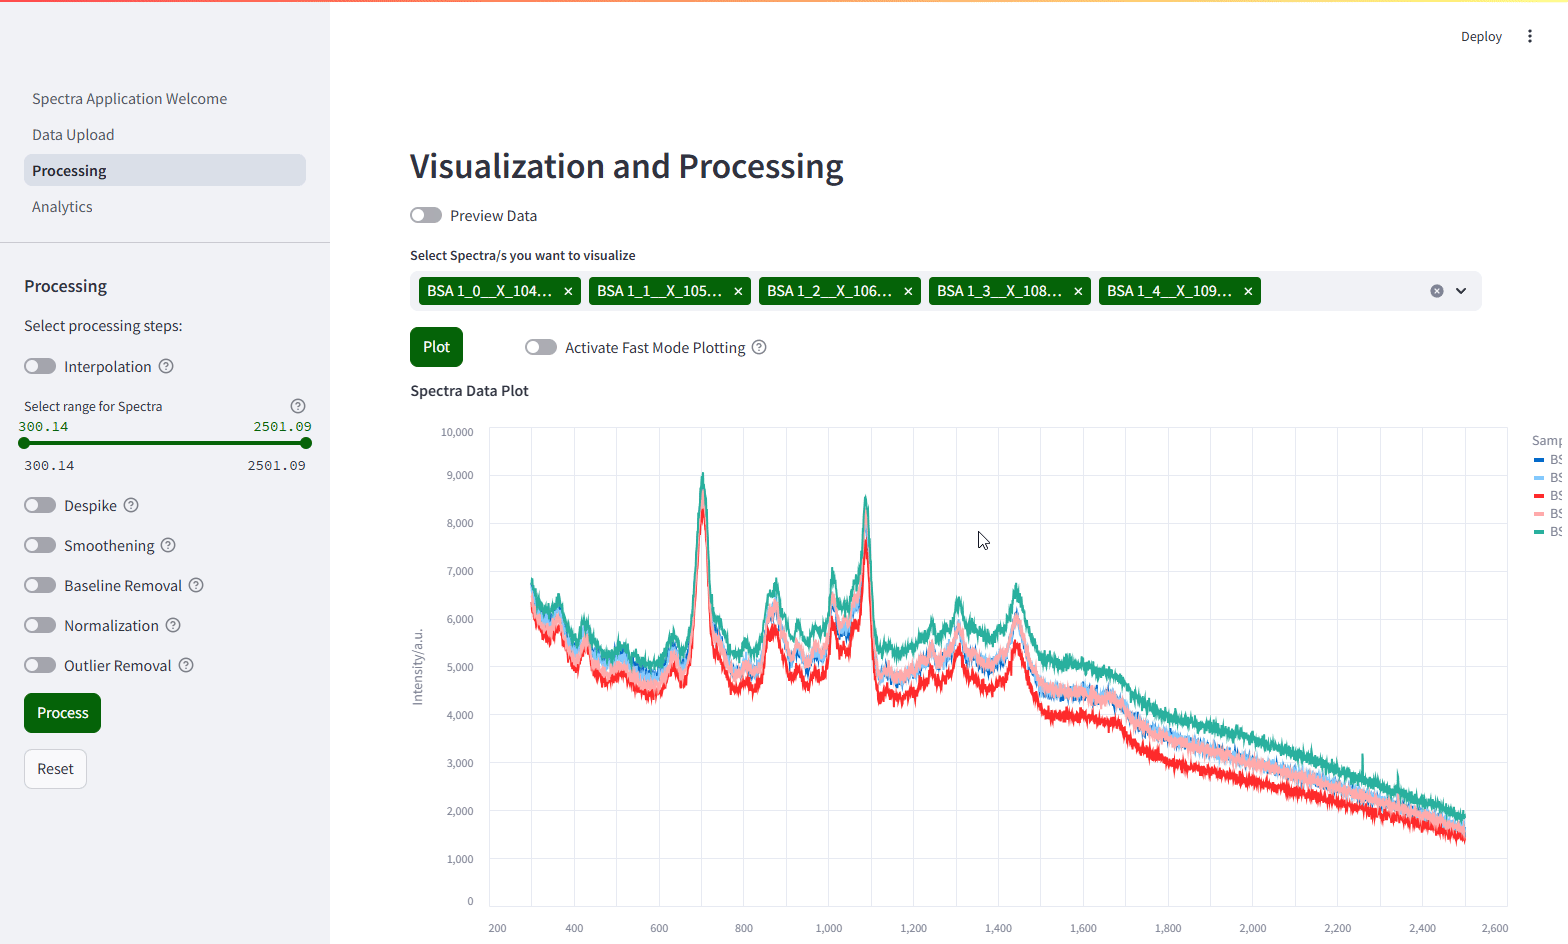 Deploy
Spectra Application Welcome
Data Upload
Processing
Analytics
Processing
Select processing steps:
Interpolation
Select range for Spectra
300.14 2501.09
300.14 2501.09
Despike
Smoothening
Baseline Removal
Normalization
Outlier Removal
Process
Reset
Visualization and Processing
Preview Data
Select Spectra/s you want to visualize
BSA 1_0__X_104... × BSA 1_1__X_105... × BSA 1_2__X_106... × BSA 1_3__X_108... × BSA 1_4__X_109... ×
Plot
Activate Fast Mode Plotting
Spectra Data Plot
10,000
9,000
8,000
7,000
6,000
5,000
4,000
3,000
2,000
1,000
0
Intensity/a.u.
200 400 600 800 1,000 1,200 1,400 1,600 1,800 2,000 2,200 2,400 2,600
Samp
BS
BS
BS
BS
BS